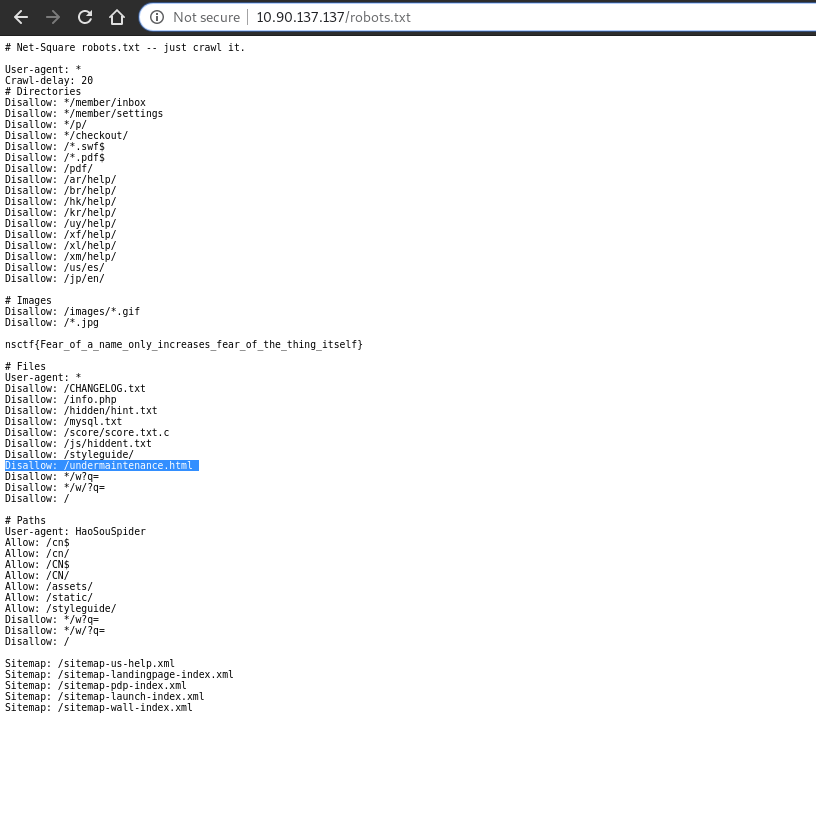 Not secure 10.90.137.137/robots.txt
# Net-Square robots.txt -- just crawl it.
User-agent: *
Crawl-delay: 20
# Directories
Disallow: */member/inbox
Disallow: */member/settings
Disallow: */p/
Disallow: */checkout/
Disallow: /*.swf$
Disallow: /*.pdf$
Disallow: /pdf/
Disallow: /ar/help/
Disallow: /br/help/
Disallow: /hk/help/
Disallow: /kr/help/
Disallow: /uy/help/
Disallow: /xf/help/
Disallow: /xl/help/
Disallow: /xm/help/
Disallow: /us/es/
Disallow: /jp/en/
# Images
Disallow: /images/*.gif
Disallow: /*.jpg
nsctf{Fear_of_a_name_only_increases_fear_of_the_thing_itself}
# Files
User-agent: *
Disallow: /CHANGELOG.txt
Disallow: /info.php
Disallow: /hidden/hint.txt
Disallow: /mysql.txt
Disallow: /score/score.txt.c
Disallow: /js/hiddent.txt
Disallow: /styleguide/
Disallow: /undermaintenance.html
Disallow: */w?q=
Disallow: */w/?q=
Disallow: /
# Paths
User-agent: HaoSouSpider
Allow: /cn$
Allow: /cn/
Allow: /CN$
Allow: /CN/
Allow: /assets/
Allow: /static/
Allow: /styleguide/
Disallow: */w?q=
Disallow: */w/?q=
Disallow: /
Sitemap: /sitemap-us-help.xml
Sitemap: /sitemap-landingpage-index.xml
Sitemap: /sitemap-pdp-index.xml
Sitemap: /sitemap-launch-index.xml
Sitemap: /sitemap-wall-index.xml